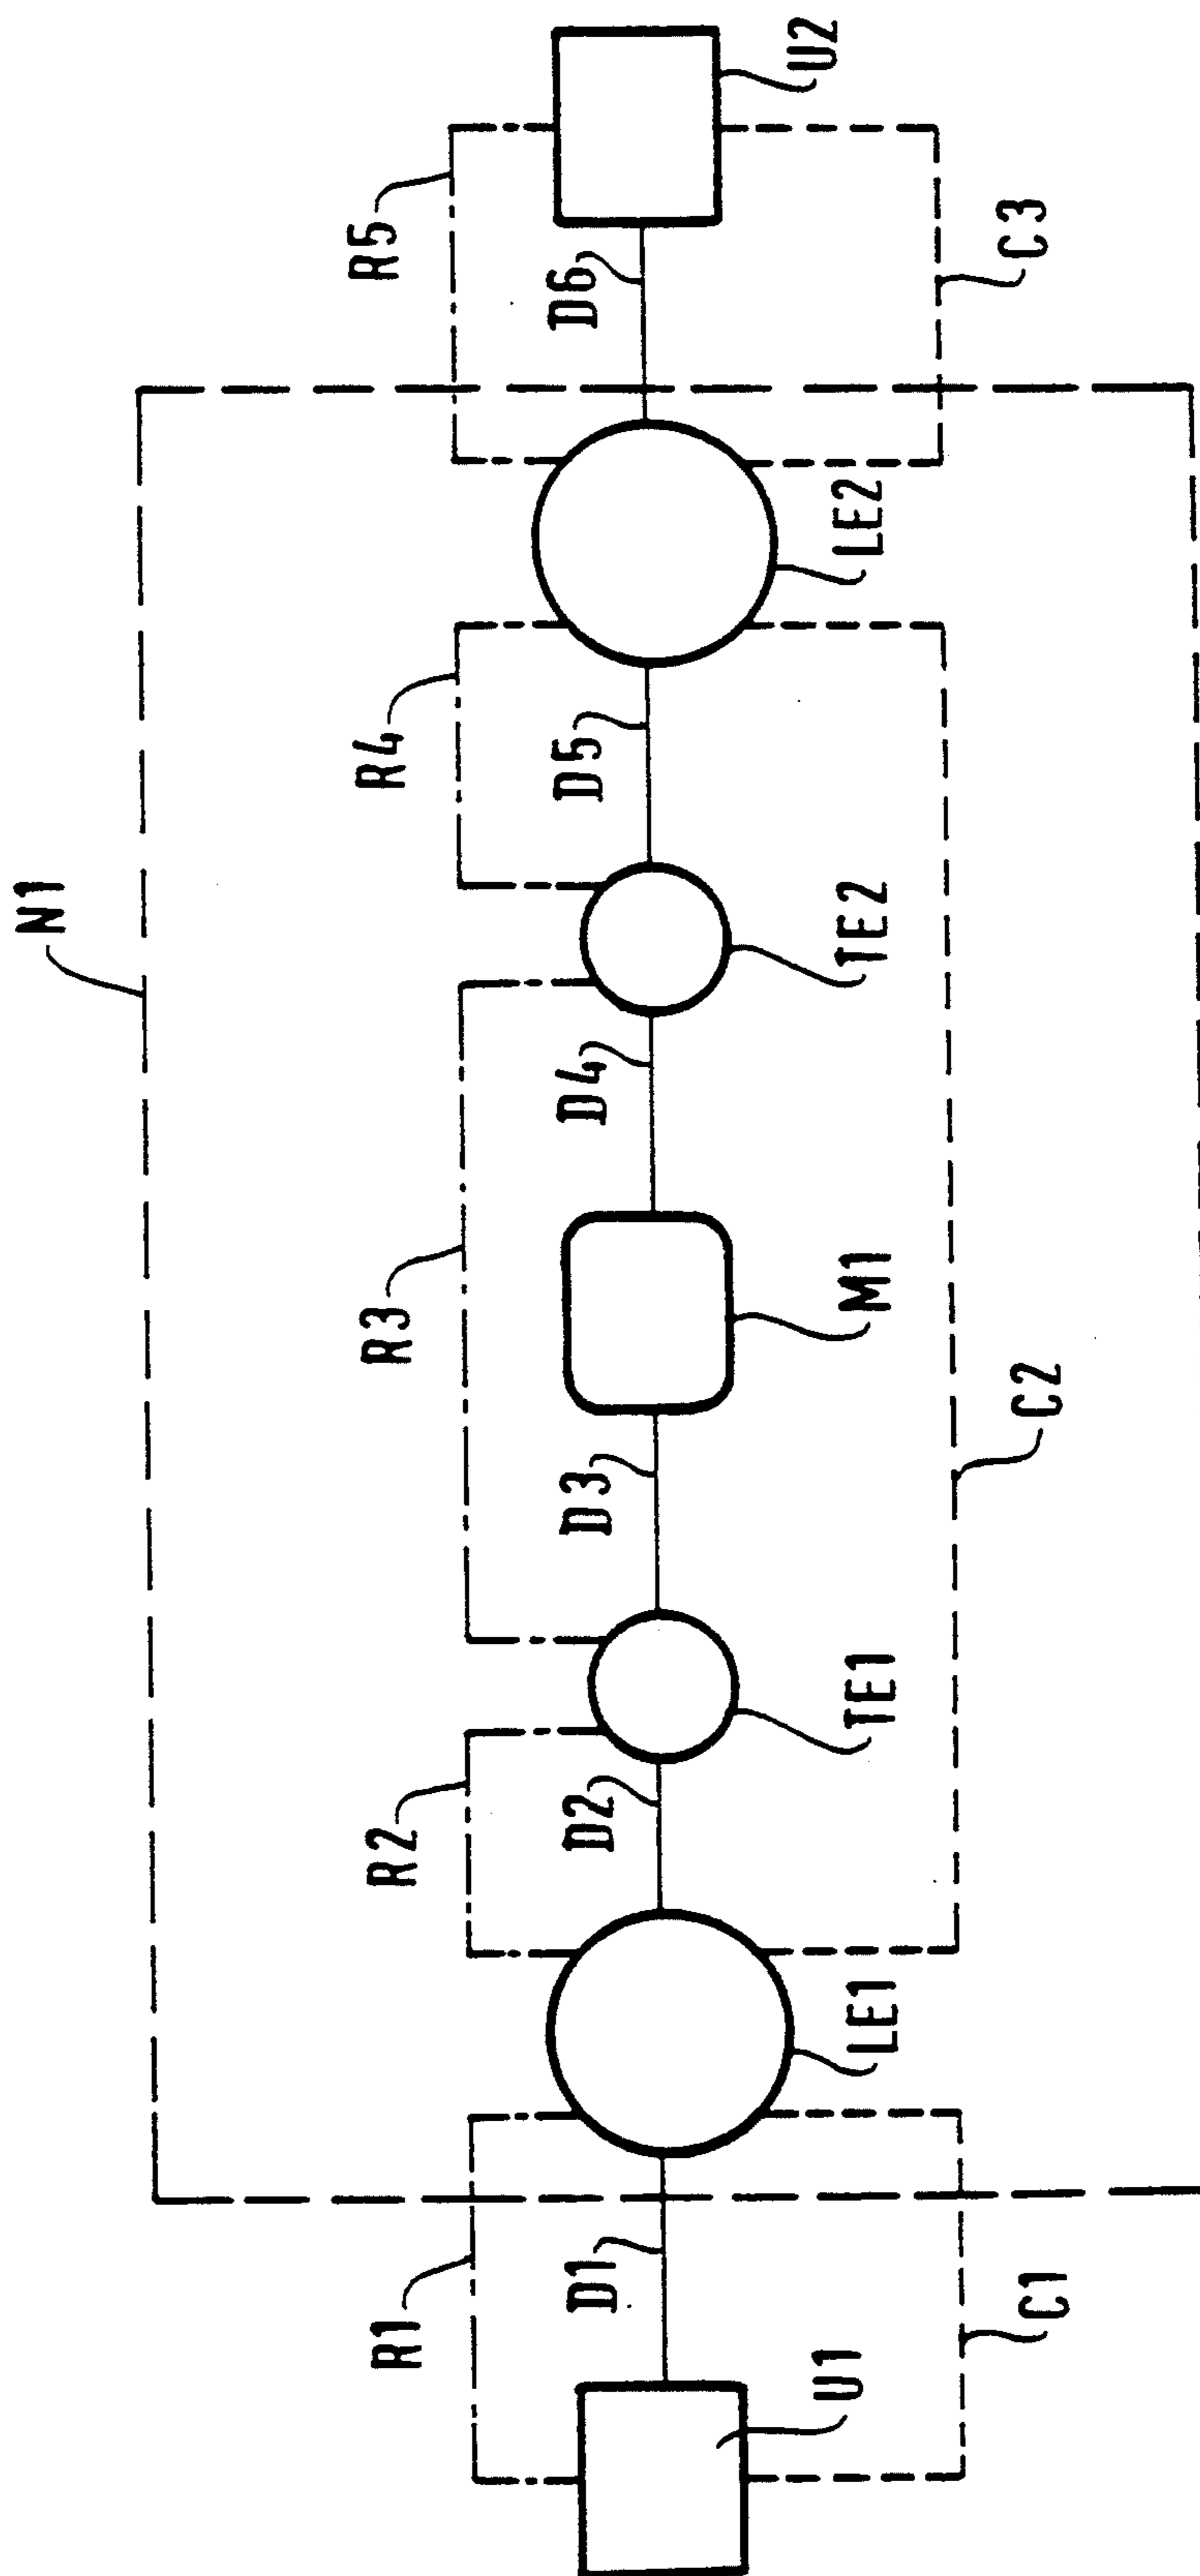 N1
R1
R2
R3
R4
R5
D1
D2
D3
D4
D5
D6
U1
LE1
TE1
M1
TE2
LE2
U2
C1
C2
C3